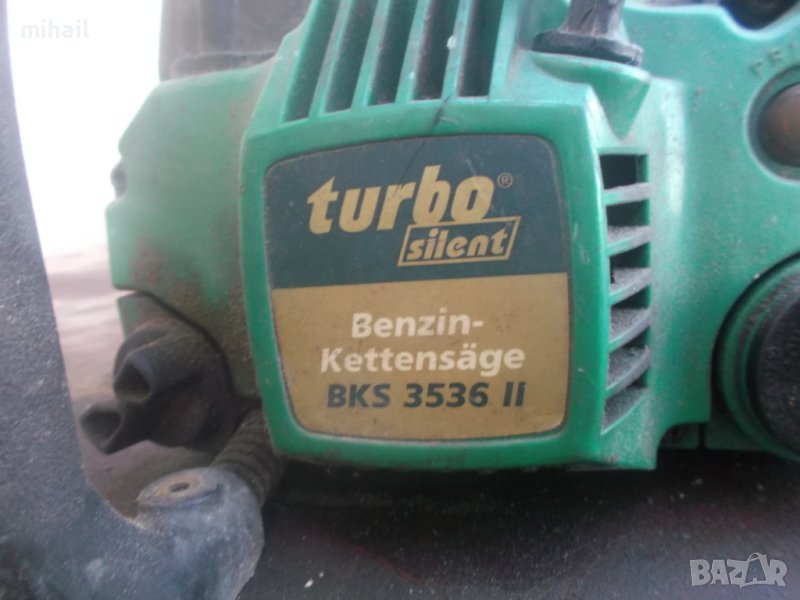 mihail
turbo®
silent
Benzin-
Kettensäge
BKS 3536 II
BAZAR